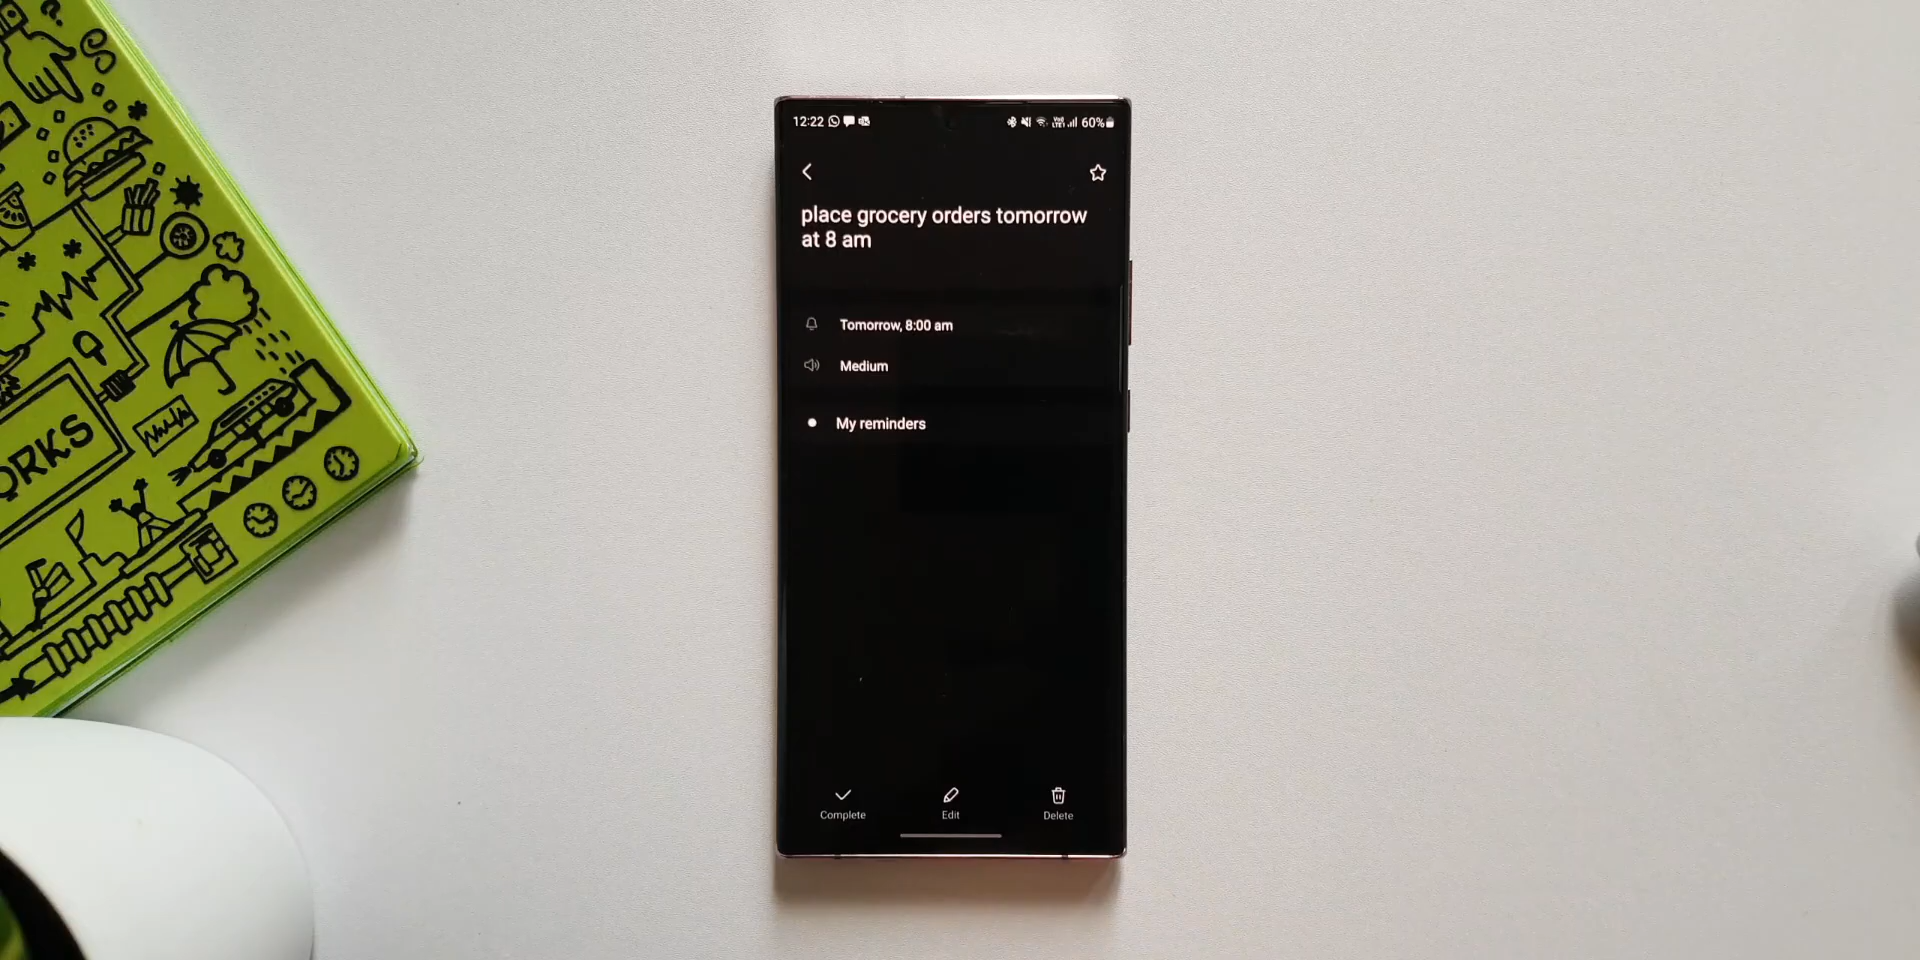 12:22
60%
place grocery orders tomorrow
at 8 am
Tomorrow, 8:00 am
Medium
My reminders
Complete
Edit
Delete
ORKS
?